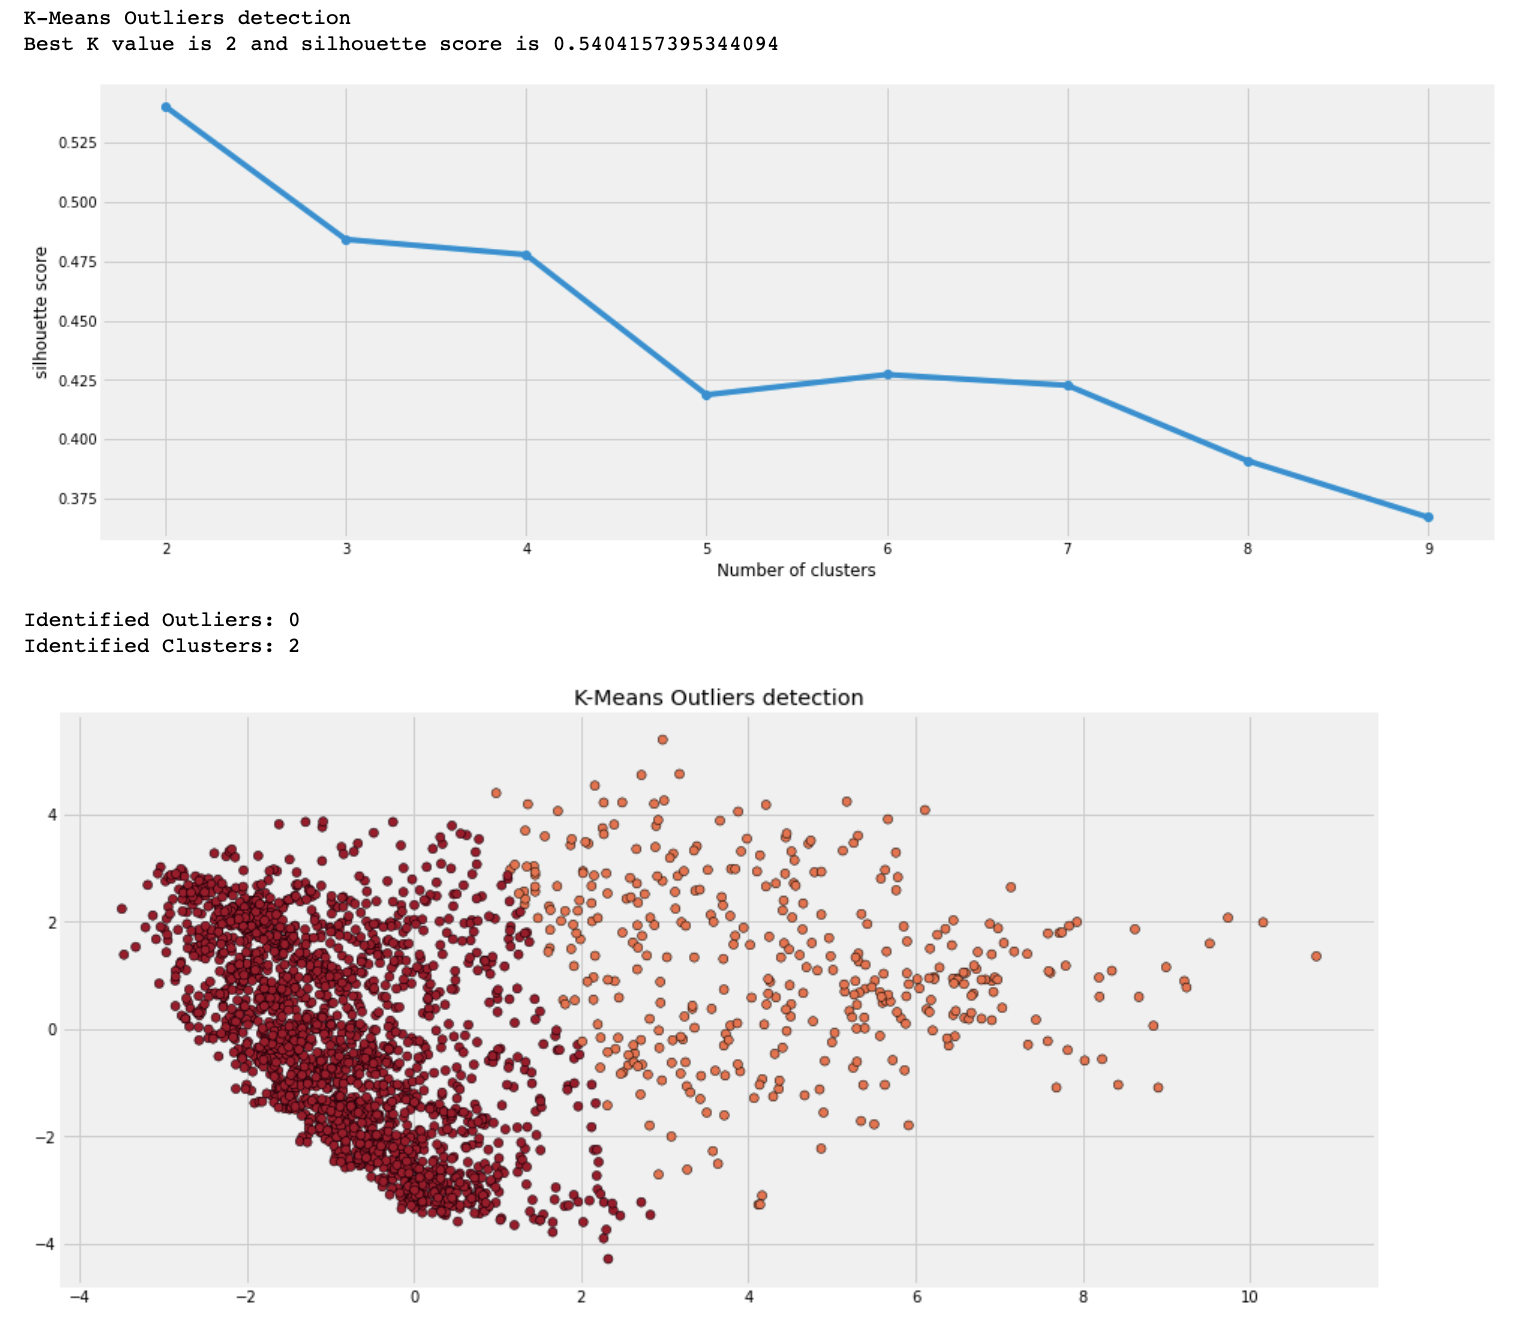 K-Means Outliers detection
Best K value is 2 and silhouette score is 0.5404157395344094
0.525
0.500
0.475
0.450
0.425
0.400
0.375
silhouette score
2 3 4 5 6 7 8 9
Number of clusters
Identified Outliers: 0
Identified Clusters: 2
K-Means Outliers detection
4
2
0
−2
−4
−4 −2 0 2 4 6 8 10